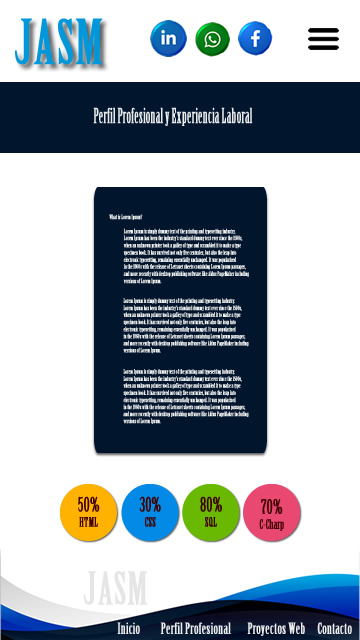 JASM
in
f
Perfil Profesional y Experiencia Laboral
What is Lorem Ipsum?
Lorem Ipsum is simply dummy text of the printing and typesetting industry.
Lorem Ipsum has been the industry's standard dummy text ever since the 1500s,
when an unknown printer took a galley of type and scrambled it to make a type
specimen book. It has survived not only five centuries, but also the leap into
electronic typesetting, remaining essentially unchanged. It was popularised
in the 1960s with the release of Letraset sheets containing Lorem Ipsum passages,
and more recently with desktop publishing software like Aldus PageMaker including
versions of Lorem Ipsum.
Lorem Ipsum is simply dummy text of the printing and typesetting industry.
Lorem Ipsum has been the industry's standard dummy text ever since the 1500s,
when an unknown printer took a galley of type and scrambled it to make a type
specimen book. It has survived not only five centuries, but also the leap into
electronic typesetting, remaining essentially unchanged. It was popularised
in the 1960s with the release of Letraset sheets containing Lorem Ipsum passages,
and more recently with desktop publishing software like Aldus PageMaker including
versions of Lorem Ipsum.
Lorem Ipsum is simply dummy text of the printing and typesetting industry.
Lorem Ipsum has been the industry's standard dummy text ever since the 1500s,
when an unknown printer took a galley of type and scrambled it to make a type
specimen book. It has survived not only five centuries, but also the leap into
electronic typesetting, remaining essentially unchanged. It was popularised
in the 1960s with the release of Letraset sheets containing Lorem Ipsum passages,
and more recently with desktop publishing software like Aldus PageMaker including
versions of Lorem Ipsum.
50% 30% 80% 70%
HTML CSS SQL C-Charp
JASM
Inicio Perfil Profesional Proyectos Web Contacto